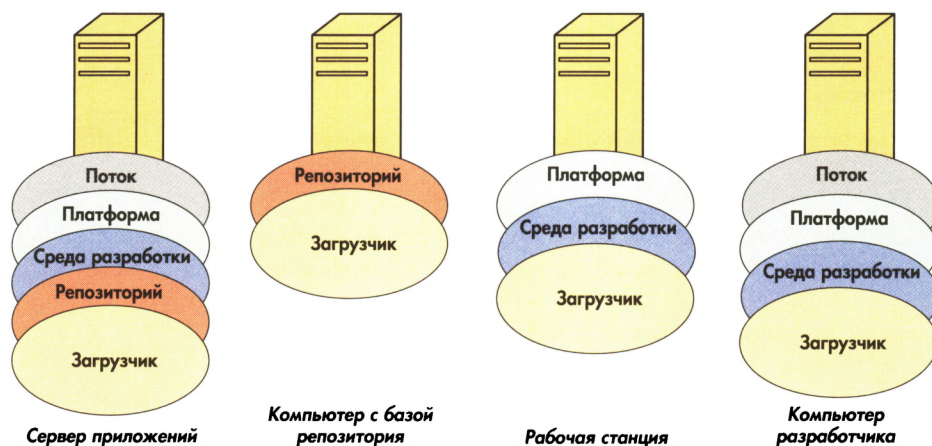 Поток
Платформа
Среда разработки
Репозиторий
Загрузчик
Сервер приложений
Репозиторий
Загрузчик
Компьютер с базой
репозитория
Платформа
Среда разработки
Загрузчик
Рабочая станция
Поток
Платформа
Среда разработки
Загрузчик
Компьютер
разработчика